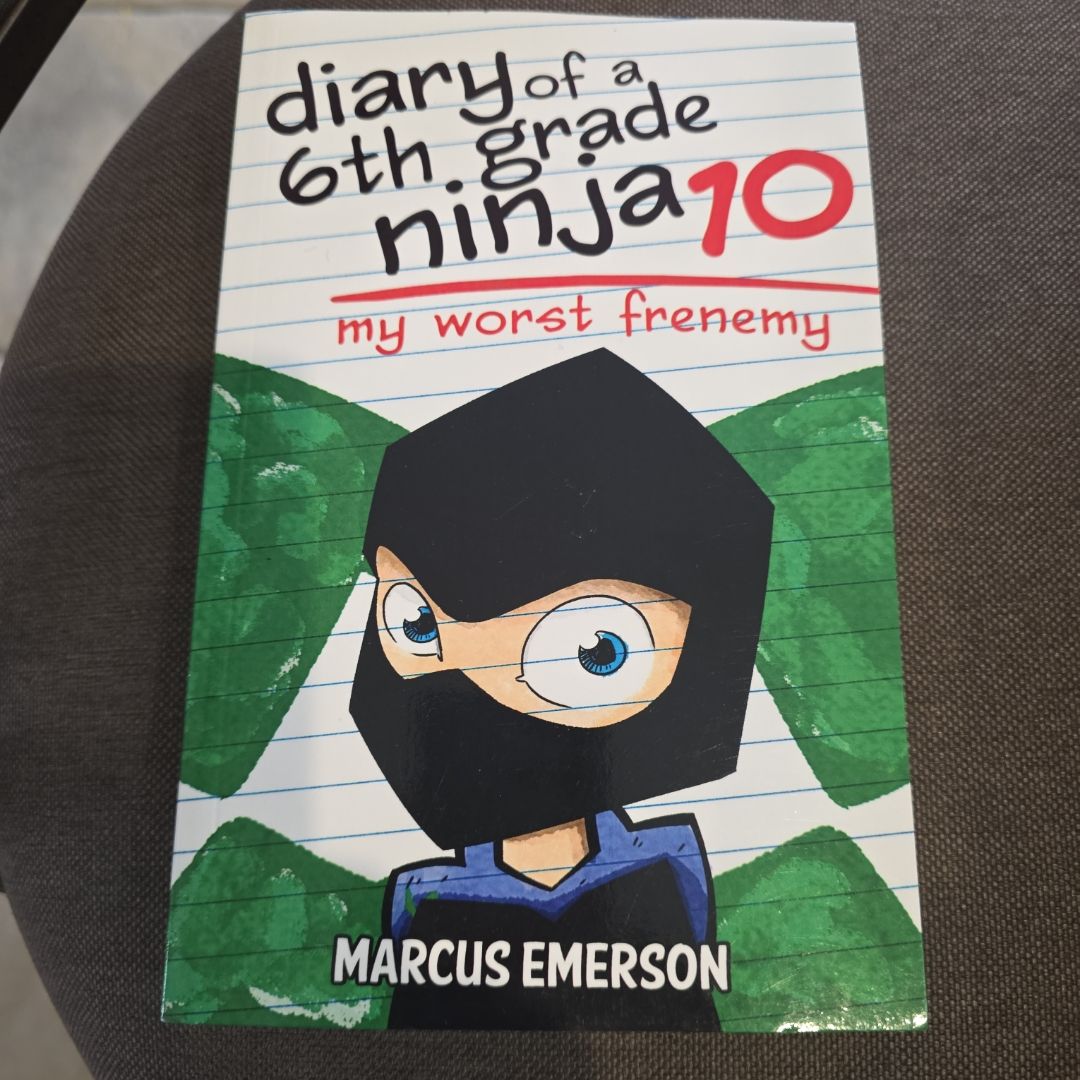 diary of a
6th grade
ninja 10
my worst frenemy
MARCUS EMERSON